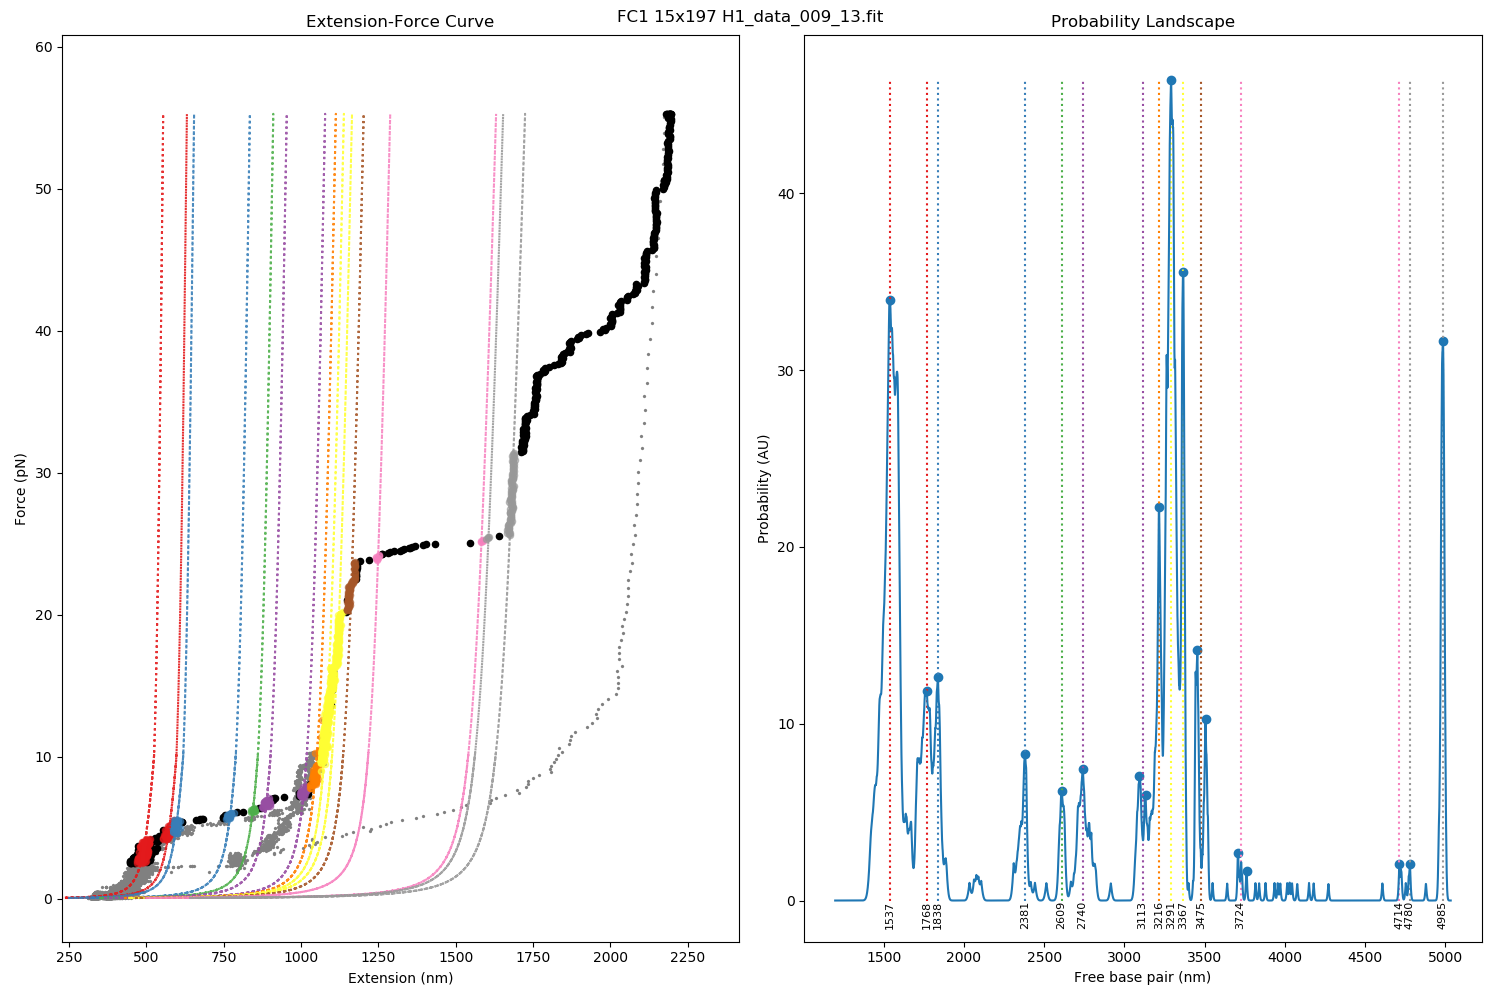 FC1 15x197 H1_data_009_13.fit
Extension-Force Curve
60
50
40
30
20
10
0
250 500 750 1000 1250 1500 1750 2000 2250
Force (pN)
Extension (nm)
Probability Landscape
40
30
20
10
0
1537 1768 1838 2381 2609 2740 3113 3216 3291 3367 3475 3724 4714 4780 4985
1500 2000 2500 3000 3500 4000 4500 5000
Probability (AU)
Free base pair (nm)